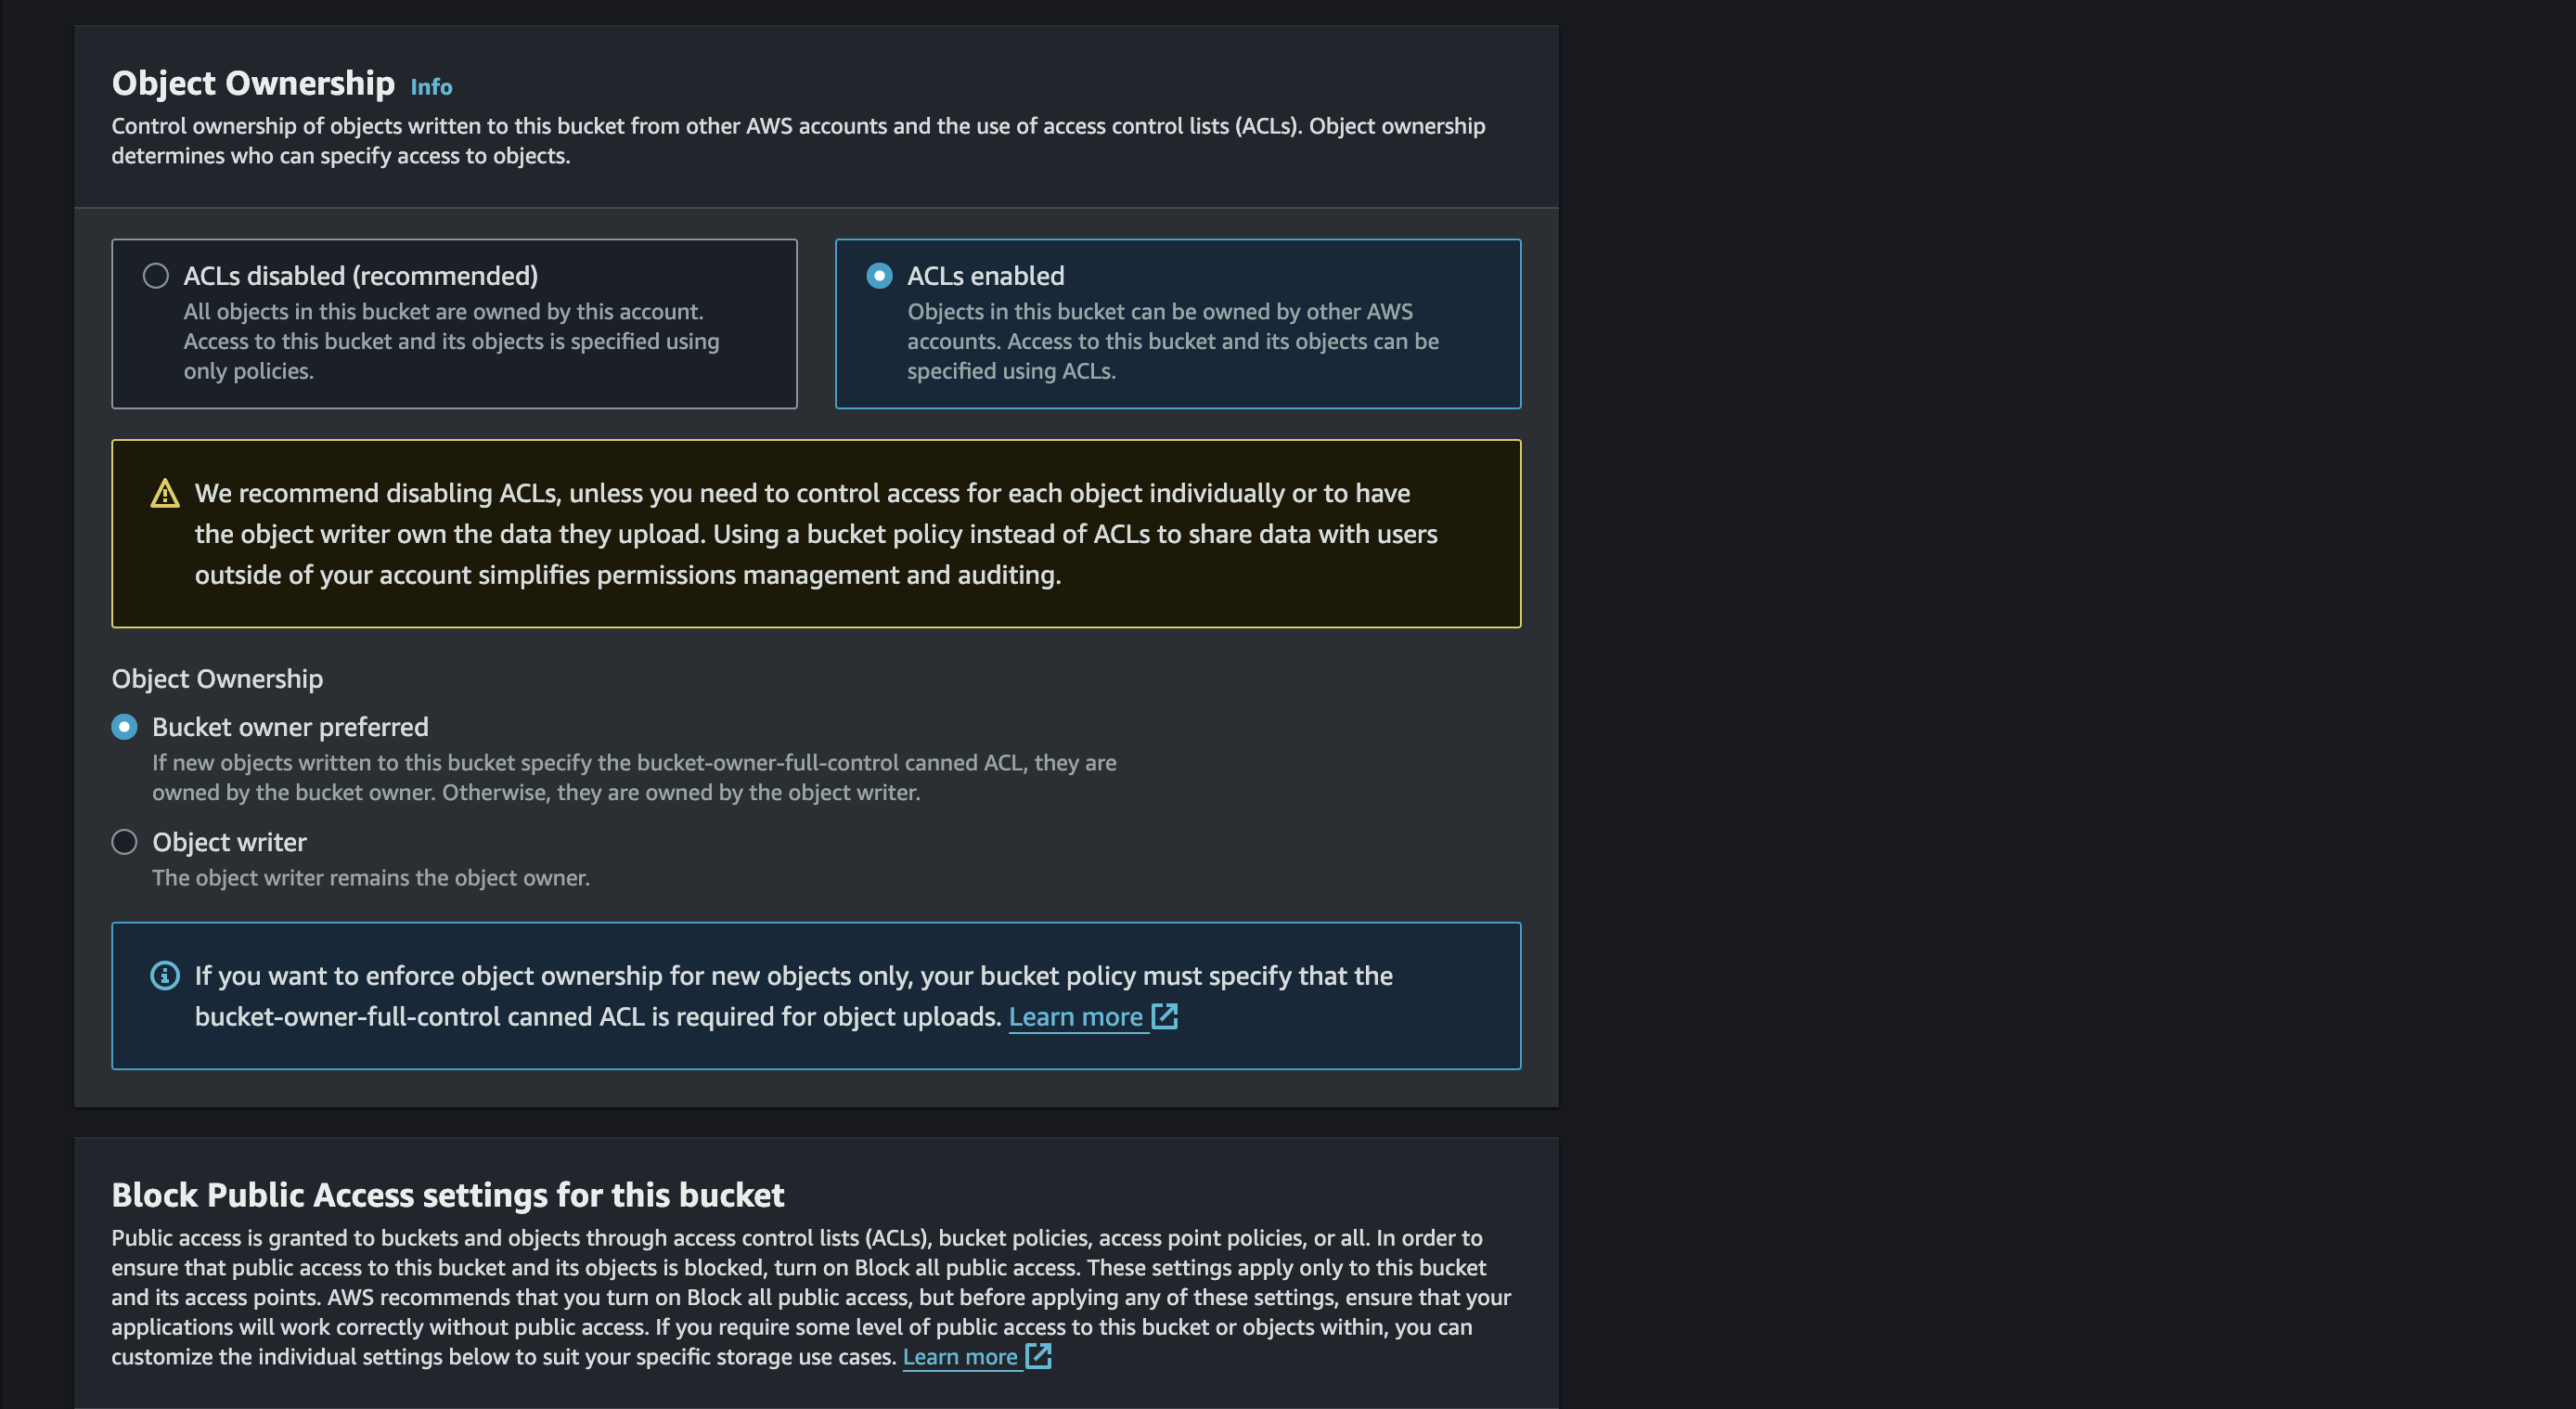 Object Ownership Info
Control ownership of objects written to this bucket from other AWS accounts and the use of access control lists (ACLs). Object ownership
determines who can specify access to objects.
ACLs disabled (recommended)
All objects in this bucket are owned by this account.
Access to this bucket and its objects is specified using
only policies.
ACLs enabled
Objects in this bucket can be owned by other AWS
accounts. Access to this bucket and its objects can be
specified using ACLs.
We recommend disabling ACLs, unless you need to control access for each object individually or to have
the object writer own the data they upload. Using a bucket policy instead of ACLs to share data with users
outside of your account simplifies permissions management and auditing.
Object Ownership
Bucket owner preferred
If new objects written to this bucket specify the bucket-owner-full-control canned ACL, they are
owned by the bucket owner. Otherwise, they are owned by the object writer.
Object writer
The object writer remains the object owner.
If you want to enforce object ownership for new objects only, your bucket policy must specify that the
bucket-owner-full-control canned ACL is required for object uploads. Learn more
Block Public Access settings for this bucket
Public access is granted to buckets and objects through access control lists (ACLs), bucket policies, access point policies, or all. In order to
ensure that public access to this bucket and its objects is blocked, turn on Block all public access. These settings apply only to this bucket
and its access points. AWS recommends that you turn on Block all public access, but before applying any of these settings, ensure that your
applications will work correctly without public access. If you require some level of public access to this bucket or objects within, you can
customize the individual settings below to suit your specific storage use cases. Learn more